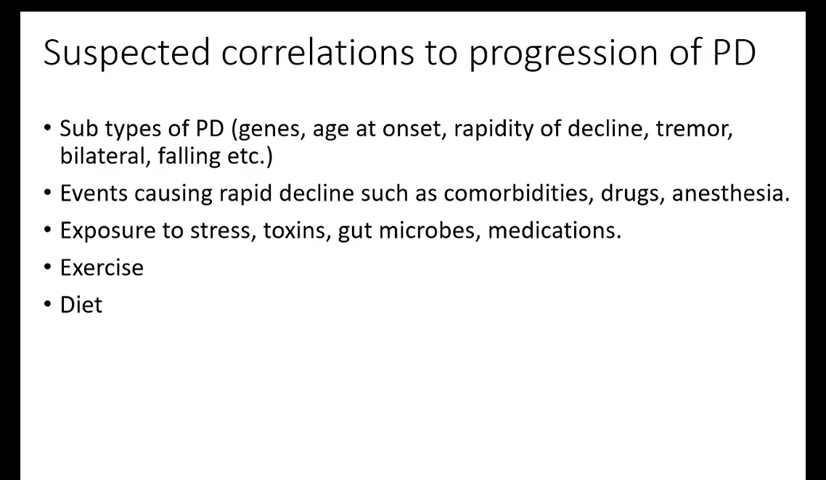 Suspected correlations to progression of PD
• Sub types of PD (genes, age at onset, rapidity of decline, tremor,
bilateral, falling etc.)
• Events causing rapid decline such as comorbidities, drugs, anesthesia.
• Exposure to stress, toxins, gut microbes, medications.
• Exercise
• Diet